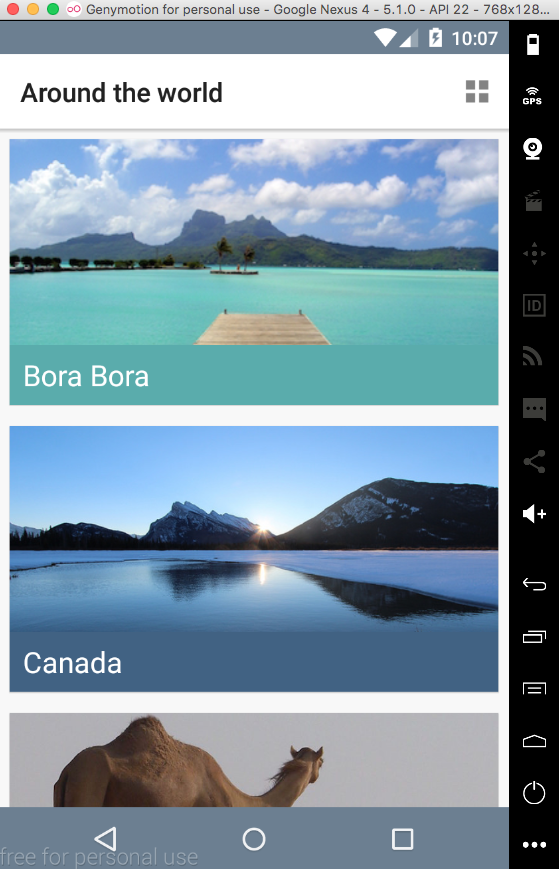 Genymotion for personal use - Google Nexus 4 - 5.1.0 - API 22 - 768x128...
10:07
Around the world
GPS
Bora Bora
ID
Canada
free for personal use